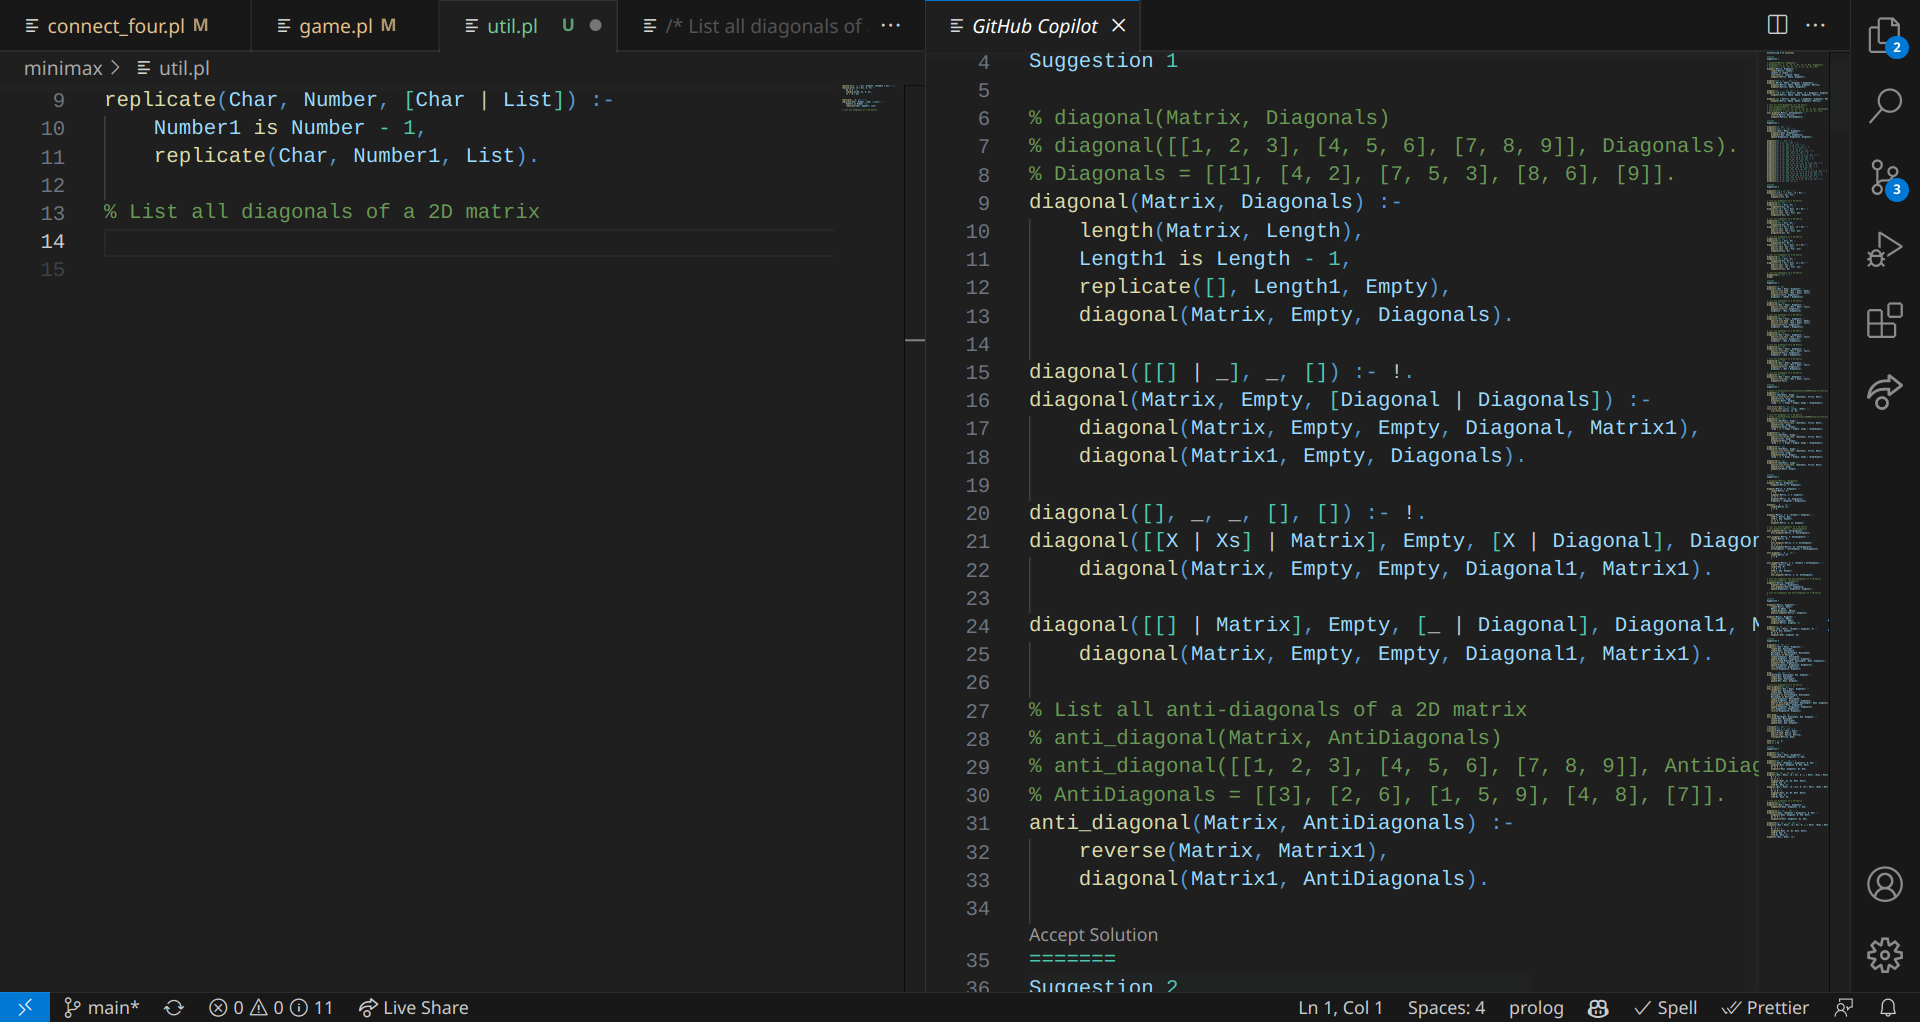 connect_four.pl M
game.pl M
util.pl U
/* List all diagonals of
GitHub Copilot
minimax > util.pl
9 replicate(Char, Number, [Char | List]) :-
10 Number1 is Number - 1,
11 replicate(Char, Number1, List).
12
13 % List all diagonals of a 2D matrix
14
15
4 Suggestion 1
5
6 % diagonal(Matrix, Diagonals)
7 % diagonal([[1, 2, 3], [4, 5, 6], [7, 8, 9]], Diagonals).
8 % Diagonals = [[1], [4, 2], [7, 5, 3], [8, 6], [9]].
9 diagonal(Matrix, Diagonals) :-
10 length(Matrix, Length),
11 Length1 is Length - 1,
12 replicate([], Length1, Empty),
13 diagonal(Matrix, Empty, Diagonals).
14
15 diagonal([[] | _], _, []) :- !.
16 diagonal(Matrix, Empty, [Diagonal | Diagonals]) :-
17 diagonal(Matrix, Empty, Empty, Diagonal, Matrix1),
18 diagonal(Matrix1, Empty, Diagonals).
19
20 diagonal([], _, _, [], []) :- !.
21 diagonal([[X | Xs] | Matrix], Empty, [X | Diagonal], Diagon
22 diagonal(Matrix, Empty, Empty, Diagonal1, Matrix1).
23
24 diagonal([[] | Matrix], Empty, [_ | Diagonal], Diagonal1, M
25 diagonal(Matrix, Empty, Empty, Diagonal1, Matrix1).
26
27 % List all anti-diagonals of a 2D matrix
28 % anti_diagonal(Matrix, AntiDiagonals)
29 % anti_diagonal([[1, 2, 3], [4, 5, 6], [7, 8, 9]], AntiDiag
30 % AntiDiagonals = [[3], [2, 6], [1, 5, 9], [4, 8], [7]].
31 anti_diagonal(Matrix, AntiDiagonals) :-
32 reverse(Matrix, Matrix1),
33 diagonal(Matrix1, AntiDiagonals).
34
Accept Solution
35 =======
36 Suggestion 2
2
3
main* 0 0 11 Live Share
Ln 1, Col 1 Spaces: 4 prolog Spell Prettier